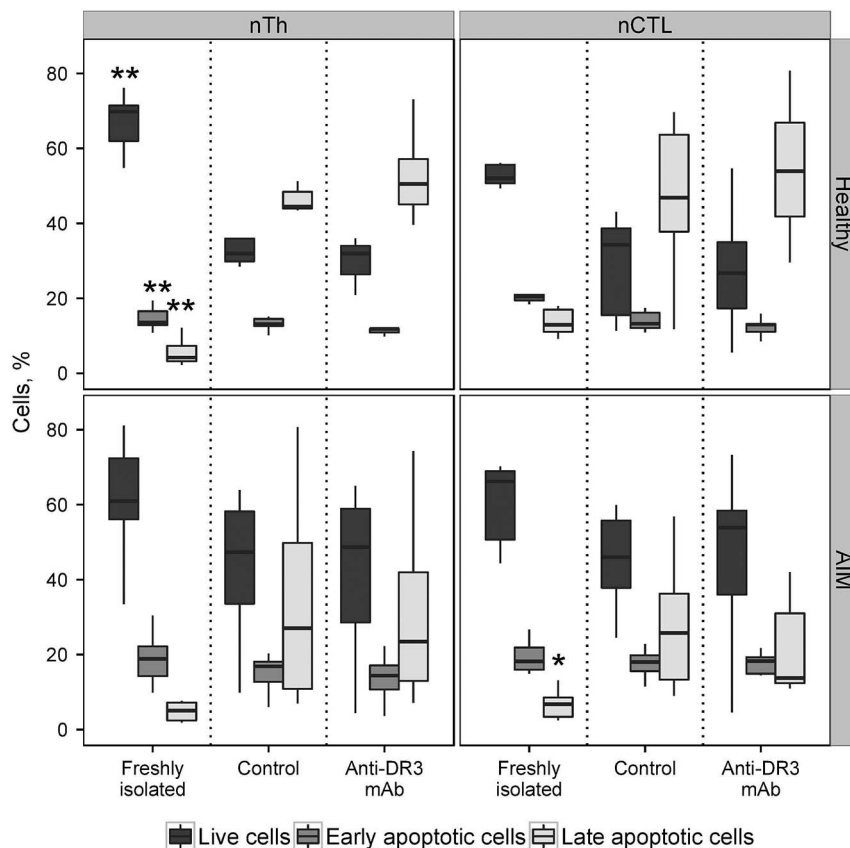 nTh
nCTL
Cells, %
80
60
40
20
0
**
**
**
Healthy
80
60
40
20
0
*
AIM
Freshly
isolated
Control
Anti-DR3
mAb
Freshly
isolated
Control
Anti-DR3
mAb
Live cells Early apoptotic cells Late apoptotic cells